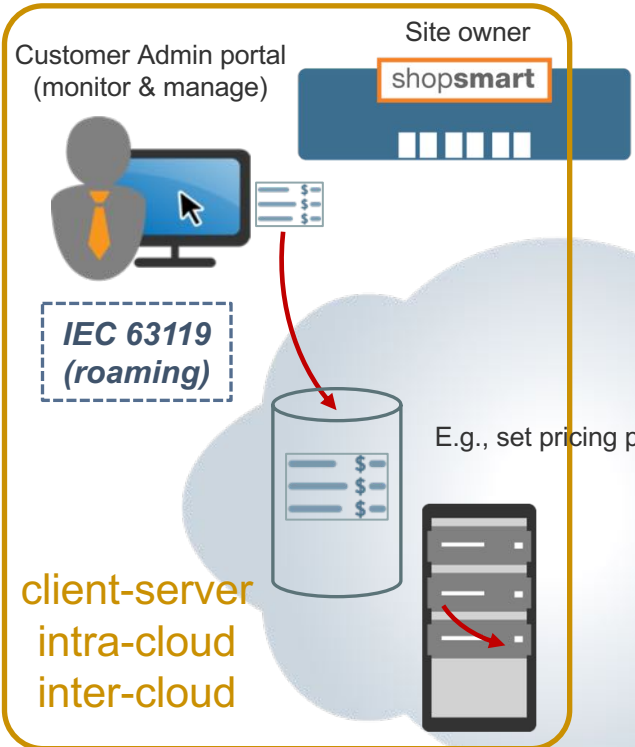 Site owner
Customer Admin portal
(monitor & manage)
shopsmart
$
$
$
IEC 63119
(roaming)
E.g., set pricing p
$
$
$
client-server
intra-cloud
inter-cloud